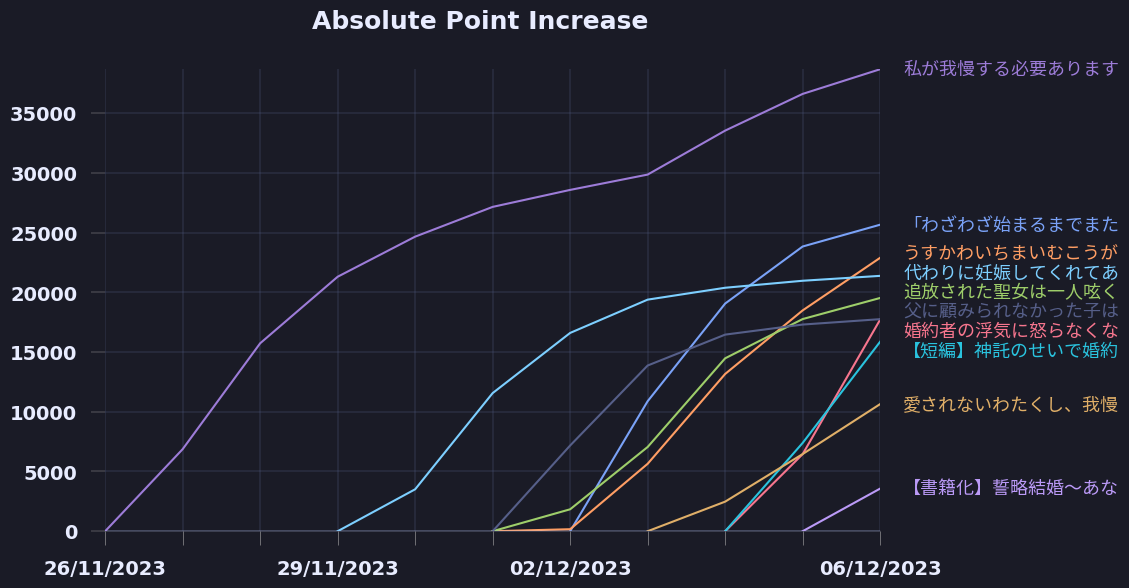 Absolute Point Increase
私が我慢する必要あります
35000
30000
25000
「わざわざ始まるまでまた
うすかわいちまいむこうが
代わりに妊娠してくれてあ
20000
追放された聖女は一人呟く
父に顧みられなかった子は
婚約者の浮気に怒らなくな
15000
【短編】神託のせいで婚約
10000
愛されないわたくし、我慢
5000
【書籍化】誓略結婚〜あな
0
26/11/2023
29/11/2023
02/12/2023
06/12/2023